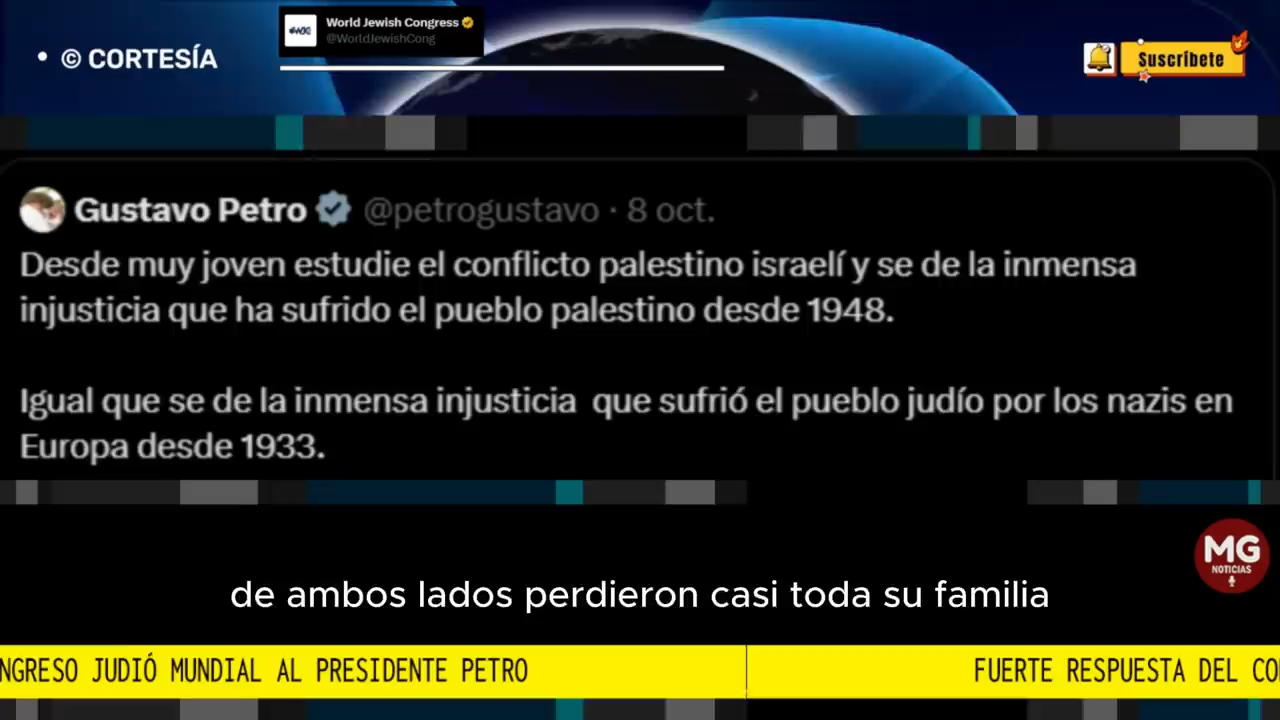 World Jewish Congress
@WorldJewishCong
• © CORTESÍA
Suscríbete
Gustavo Petro @petrogustavo · 8 oct.
Desde muy joven estudie el conflicto palestino israelí y se de la inmensa
injusticia que ha sufrido el pueblo palestino desde 1948.
Igual que se de la inmensa injusticia que sufrió el pueblo judío por los nazis en
Europa desde 1933.
MG
NOTICIAS
de ambos lados perdieron casi toda su familia
NGRESO JUDIÓ MUNDIAL AL PRESIDENTE PETRO
FUERTE RESPUESTA DEL CO